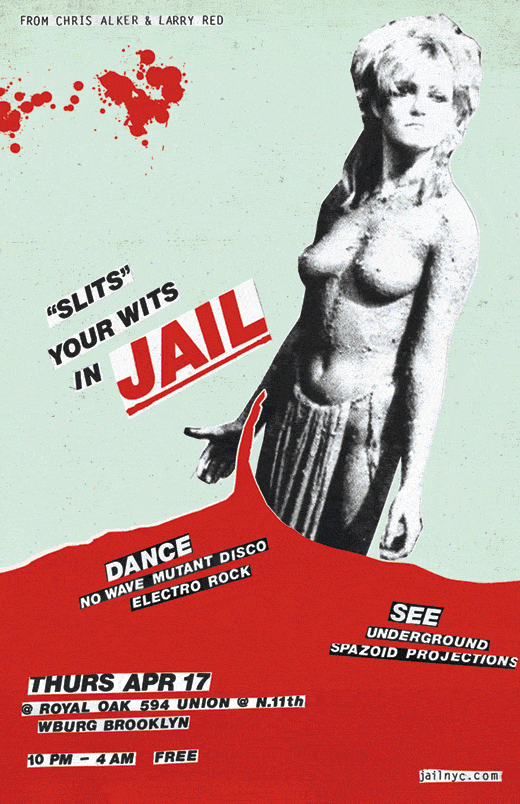 FROM CHRIS ALKER & LARRY RED
"SLITS"
YOUR WITS
IN JAIL
DANCE
NO WAVE MUTANT DISCO
ELECTRO ROCK
SEE
UNDERGROUND
SPAZOID PROJECTIONS
THURS APR 17
@ ROYAL OAK 594 UNION @ N.11th
WBURG BROOKLYN
10 PM - 4 AM FREE
jailnyc.com